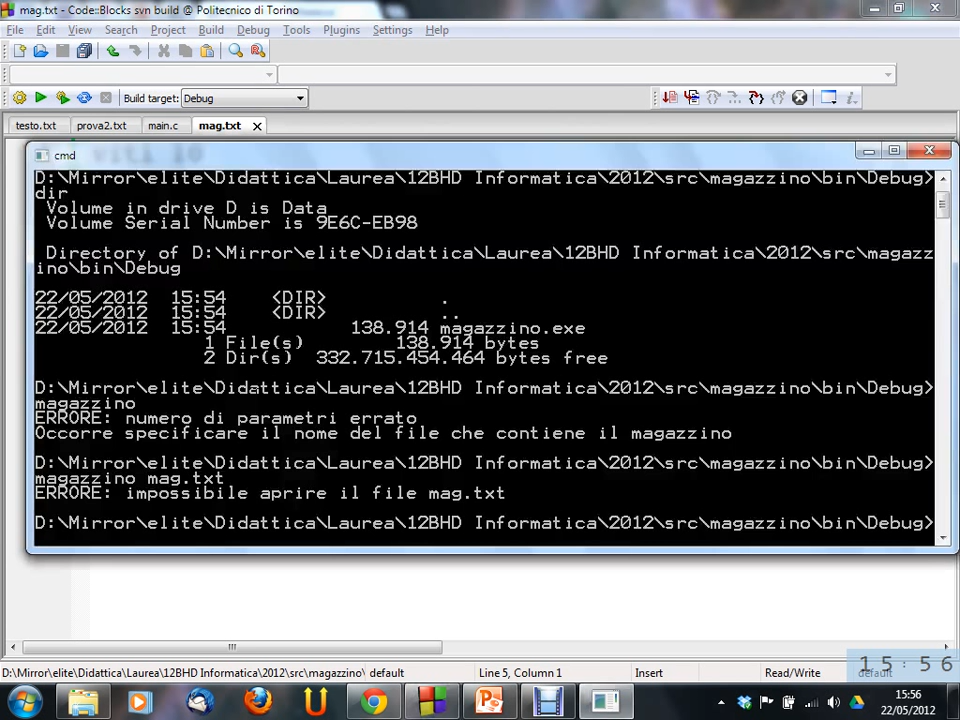 mag.txt - Code::Blocks svn build @ Politecnico di Torino
File Edit View Search Project Build Debug Tools Plugins Settings Help
Build target: Debug
testo.txt prova2.txt main.c mag.txt
viti 10
cmd
D:\Mirror\elite\Didattica\Laurea\12BHD Informatica\2012\src\magazzino\bin\Debug>
dir
Volume in drive D is Data
Volume Serial Number is 9E6C-EB98
Directory of D:\Mirror\elite\Didattica\Laurea\12BHD Informatica\2012\src\magazz
ino\bin\Debug
22/05/2012 15:54 <DIR> .
22/05/2012 15:54 <DIR> ..
22/05/2012 15:54 138.914 magazzino.exe
1 File(s) 138.914 bytes
2 Dir(s) 332.715.454.464 bytes free
D:\Mirror\elite\Didattica\Laurea\12BHD Informatica\2012\src\magazzino\bin\Debug>
magazzino
ERRORE: numero di parametri errato
Occorre specificare il nome del file che contiene il magazzino
D:\Mirror\elite\Didattica\Laurea\12BHD Informatica\2012\src\magazzino\bin\Debug>
magazzino mag.txt
ERRORE: impossibile aprire il file mag.txt
D:\Mirror\elite\Didattica\Laurea\12BHD Informatica\2012\src\magazzino\bin\Debug>
D:\Mirror\elite\Didattica\Laurea\12BHD Informatica\2012\src\magazzino\ default Line 5, Column 1 Insert Read/Write default
15:56
15:56
22/05/2012